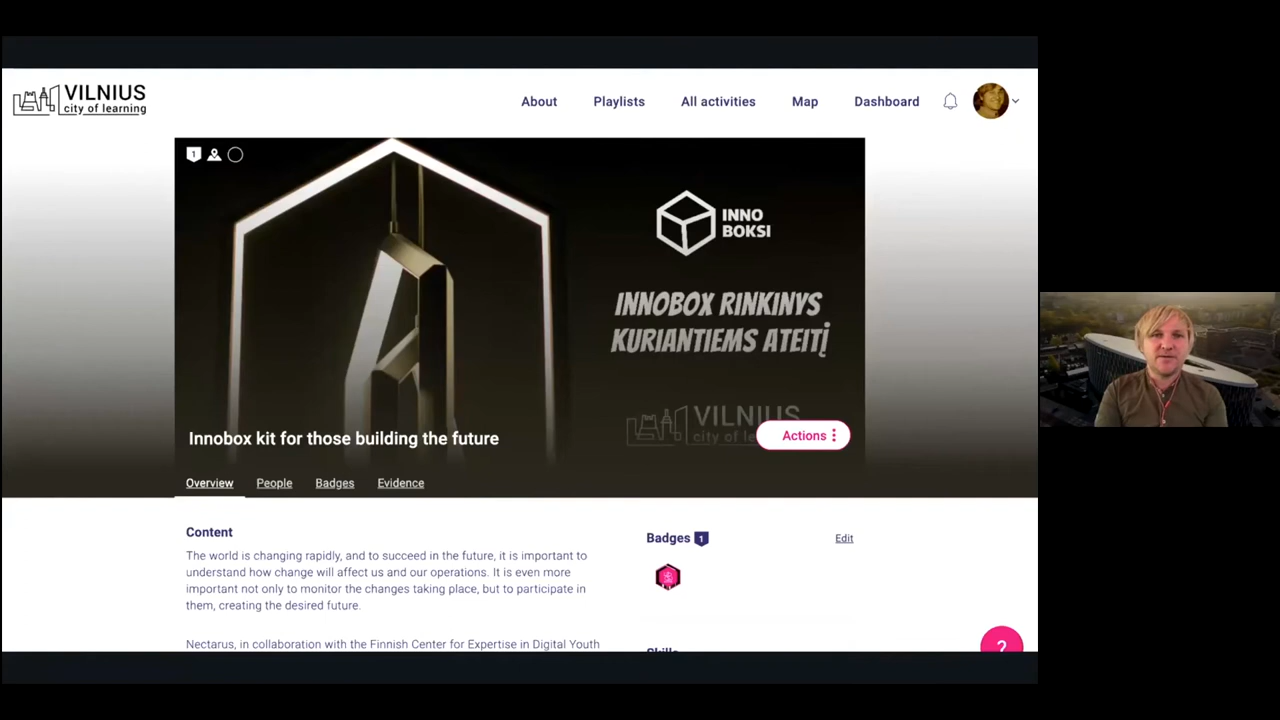 VILNIUS
city of learning
About
Playlists
All activities
Map
Dashboard
1
INNO
BOKSI
INNOBOX RINKINYS
KURIANTIEMS ATEITĮ
VILNIUS
city of le
Actions
Innobox kit for those building the future
Overview
People
Badges
Evidence
Content
The world is changing rapidly, and to succeed in the future, it is important to
understand how change will affect us and our operations. It is even more
important not only to monitor the changes taking place, but to participate in
them, creating the desired future.
Nectarus, in collaboration with the Finnish Center for Expertise in Digital Youth
Badges 1
Edit
Skills
?